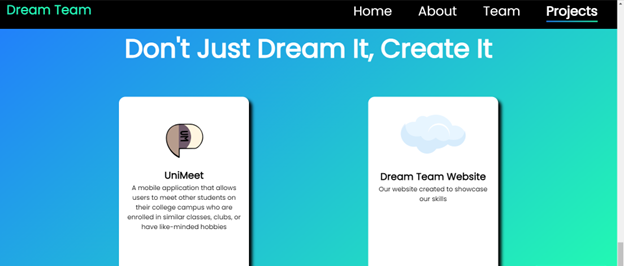 Dream Team
Home About Team Projects
Don't Just Dream It, Create It
UM
UniMeet
A mobile application that allows
users to meet other students on
their college campus who are
enrolled in similar classes, clubs, or
have like-minded hobbies
Dream Team Website
Our website created to showcase
our skills